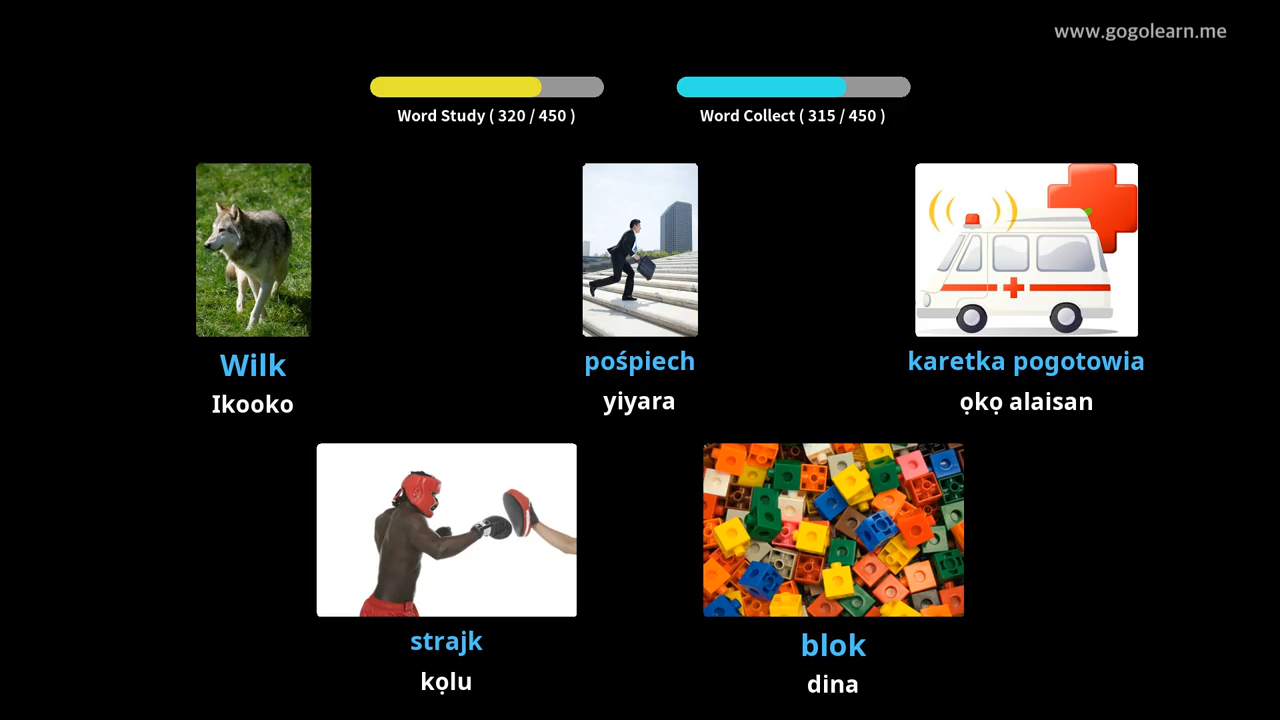 www.gogolearn.me
Word Study ( 320 / 450 )
Word Collect ( 315 / 450 )
Wilk
Ikooko
pośpiech
yiyara
karetka pogotowia
ọkọ alaisan
strajk
kọlu
blok
dina